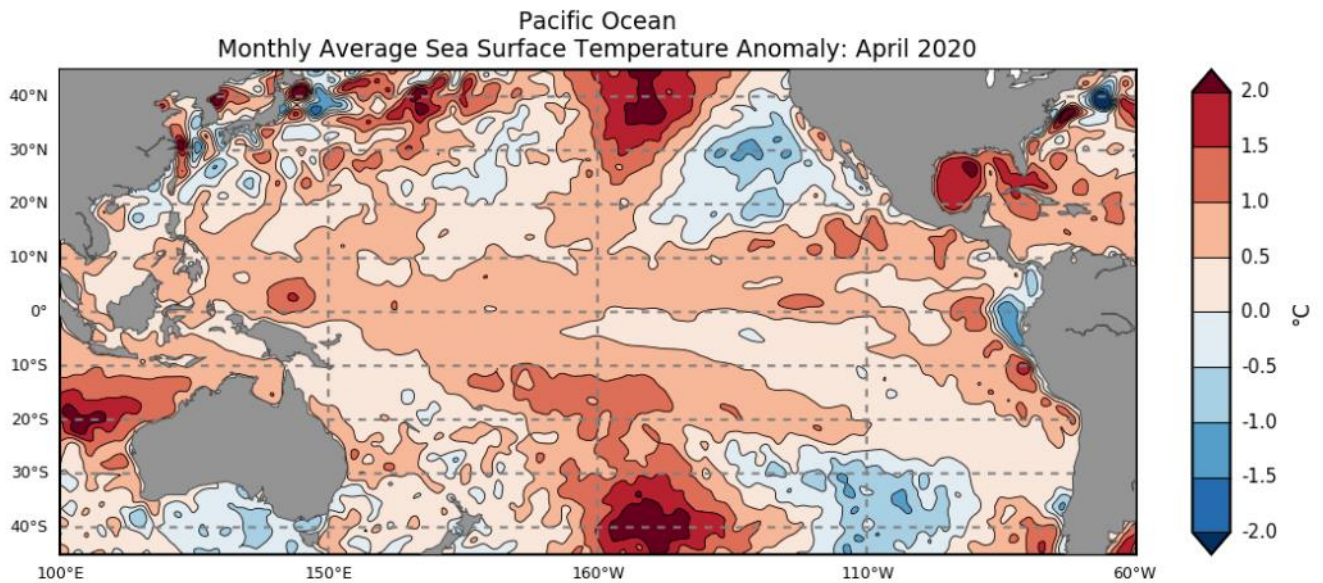 Pacific Ocean
Monthly Average Sea Surface Temperature Anomaly: April 2020
40°N
30°N
20°N
10°N
0°
10°S
20°S
30°S
40°S
100°E
150°E
160°W
110°W
60°W
2.0
1.5
1.0
0.5
0.0
-0.5
-1.0
-1.5
-2.0
°C